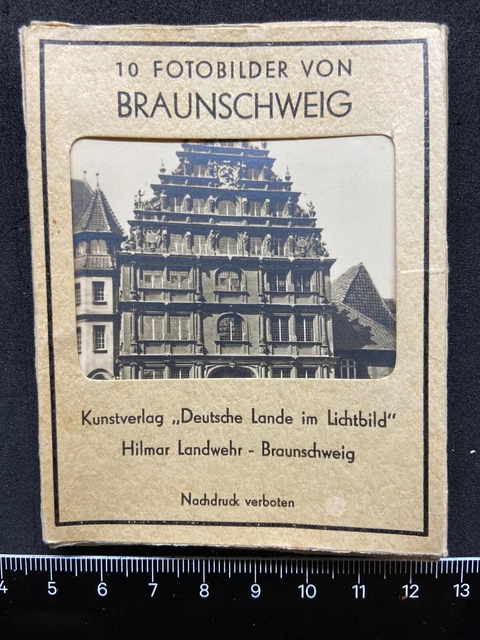 10 FOTOBILDER VON
BRAUNSCHWEIG
Kunstverlag „Deutsche Lande im Lichtbild"
Hilmar Landwehr - Braunschweig
Nachdruck verboten
4 5 6 7 8 9 10 11 12 13